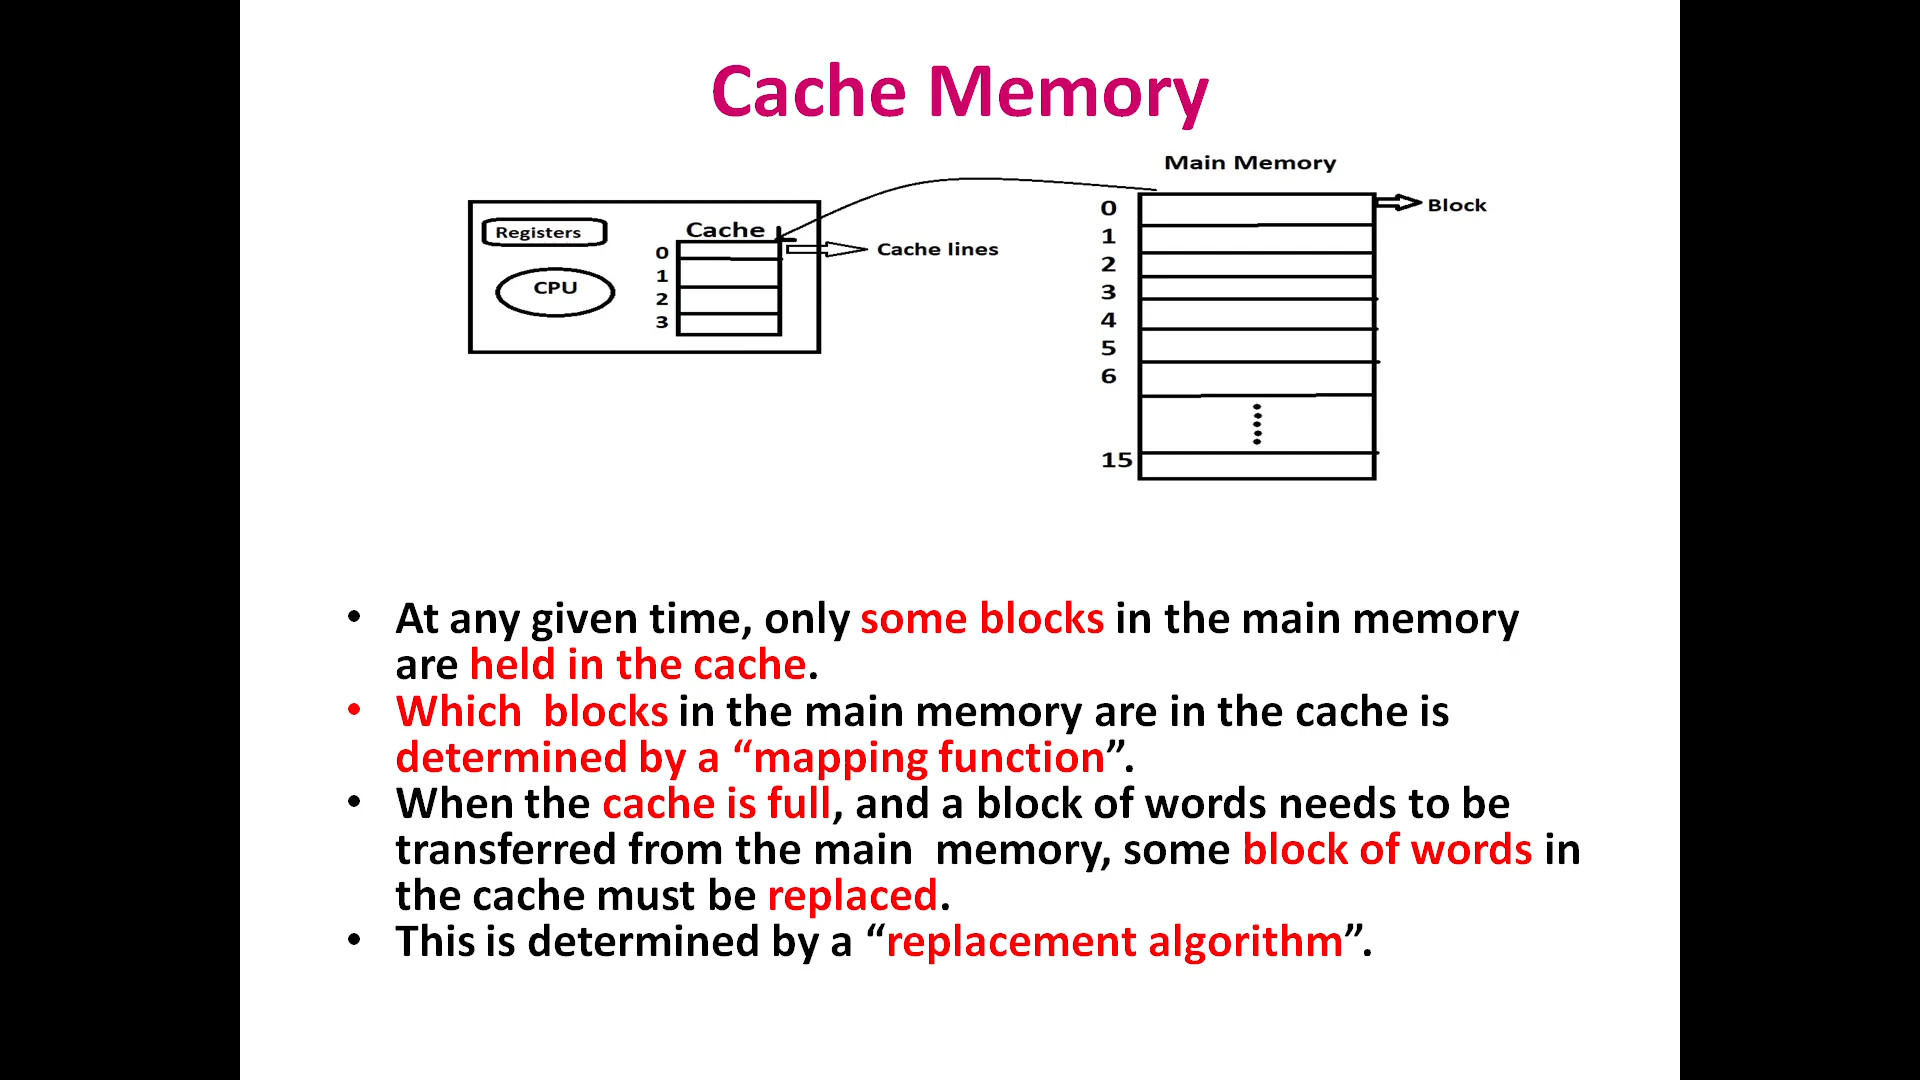 Cache Memory
Main Memory
Registers
Cache
CPU
0
1
2
3
Cache lines
0
1
2
3
4
5
6
15
Block
• At any given time, only some blocks in the main memory
are held in the cache.
• Which  blocks in the main memory are in the cache is
determined by a “mapping function”.
• When the cache is full, and a block of words needs to be
transferred from the main  memory, some block of words in
the cache must be replaced.
• This is determined by a “replacement algorithm”.